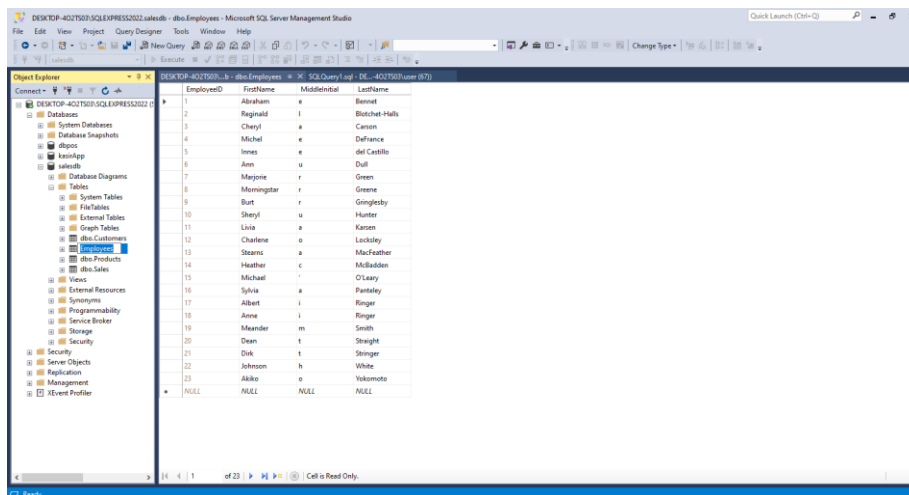 DESKTOP-4O2TS03\SQLEXPRESS2022.salesdb - dbo.Employees - Microsoft SQL Server Management Studio
Quick Launch (Ctrl+Q)
File Edit View Project Query Designer Tools Window Help
New Query
Change Type
salesdb
Execute
Object Explorer
DESKTOP-4O2TS03\...b - dbo.Employees
SQLQuery1.sql - DE...-4O2TS03\user (67))
Connect
DESKTOP-4O2TS03\SQLEXPRESS2022 (S
Databases
System Databases
Database Snapshots
dbpos
kasirApp
salesdb
Database Diagrams
Tables
System Tables
FileTables
External Tables
Graph Tables
dbo.Customers
Employees
dbo.Products
dbo.Sales
Views
External Resources
Synonyms
Programmability
Service Broker
Storage
Security
Security
Server Objects
Replication
Management
XEvent Profiler
EmployeeID FirstName MiddleInitial LastName
1 Abraham e Bennet
2 Reginald l Blotchet-Halls
3 Cheryl a Carson
4 Michel e DeFrance
5 Innes e del Castillo
6 Ann u Dull
7 Marjorie r Green
8 Morningstar r Greene
9 Burt r Gringlesby
10 Sheryl u Hunter
11 Livia a Karsen
12 Charlene o Locksley
13 Stearns a MacFeather
14 Heather c McBadden
15 Michael ' O'Leary
16 Sylvia a Panteley
17 Albert i Ringer
18 Anne i Ringer
19 Meander m Smith
20 Dean t Straight
21 Dirk t Stringer
22 Johnson h White
23 Akiko o Yokomoto
NULL NULL NULL NULL
1 of 23 Cell is Read Only.
Ready